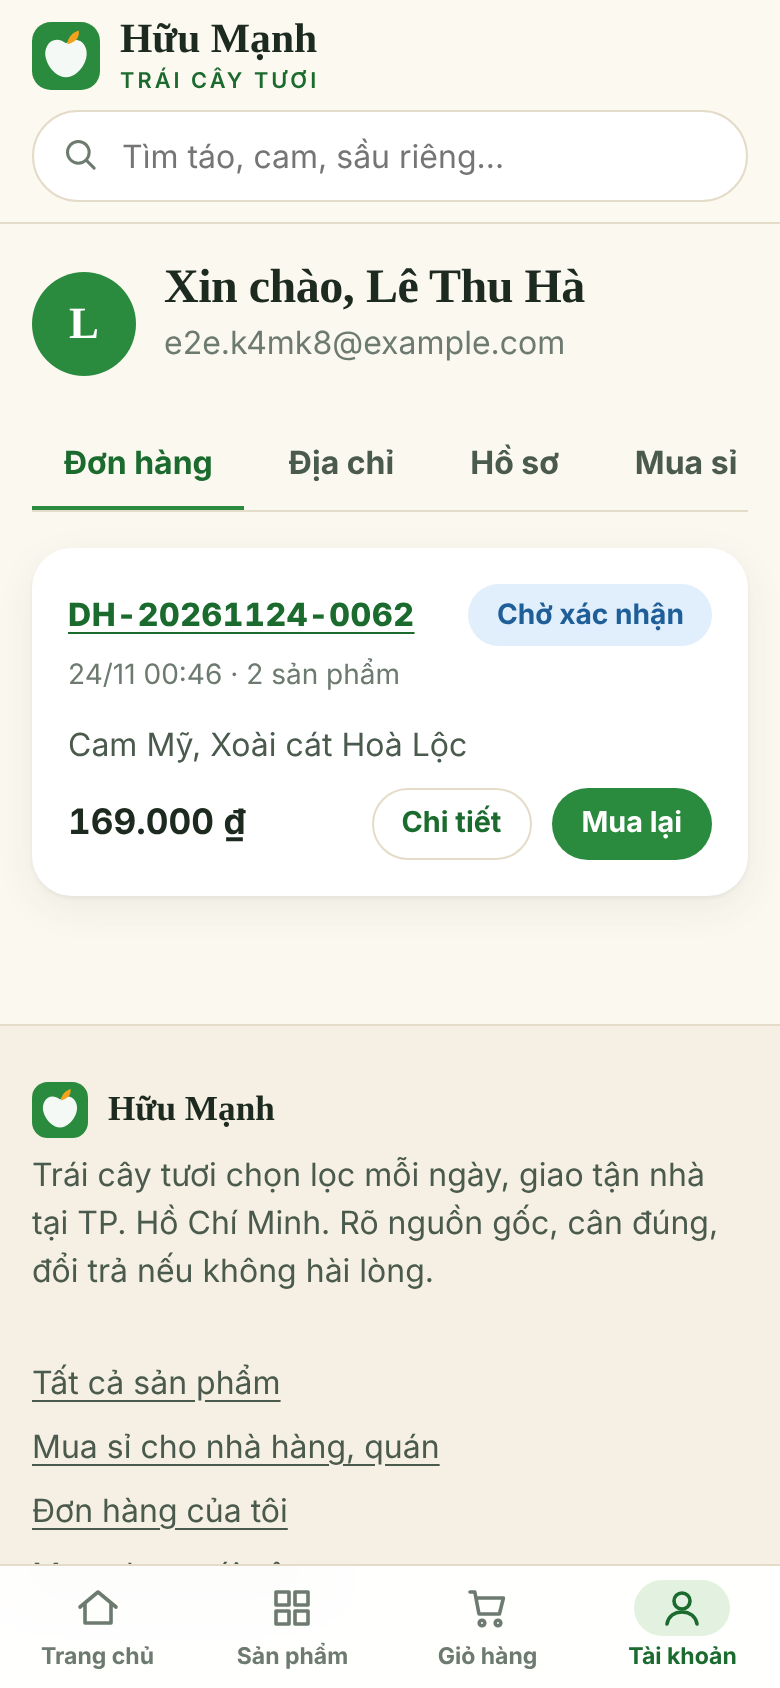 Hữu Mạnh
TRÁI CÂY TƯƠI
Tìm táo, cam, sầu riêng...
L
Xin chào, Lê Thu Hà
e2e.k4mk8@example.com
Đơn hàng
Địa chỉ
Hồ sơ
Mua sỉ
DH-20261124-0062
Chờ xác nhận
24/11 00:46 · 2 sản phẩm
Cam Mỹ, Xoài cát Hoà Lộc
169.000 ₫
Chi tiết
Mua lại
Hữu Mạnh
Trái cây tươi chọn lọc mỗi ngày, giao tận nhà
tại TP. Hồ Chí Minh. Rõ nguồn gốc, cân đúng,
đổi trả nếu không hài lòng.
Tất cả sản phẩm
Mua sỉ cho nhà hàng, quán
Đơn hàng của tôi
Trang chủ
Sản phẩm
Giỏ hàng
Tài khoản